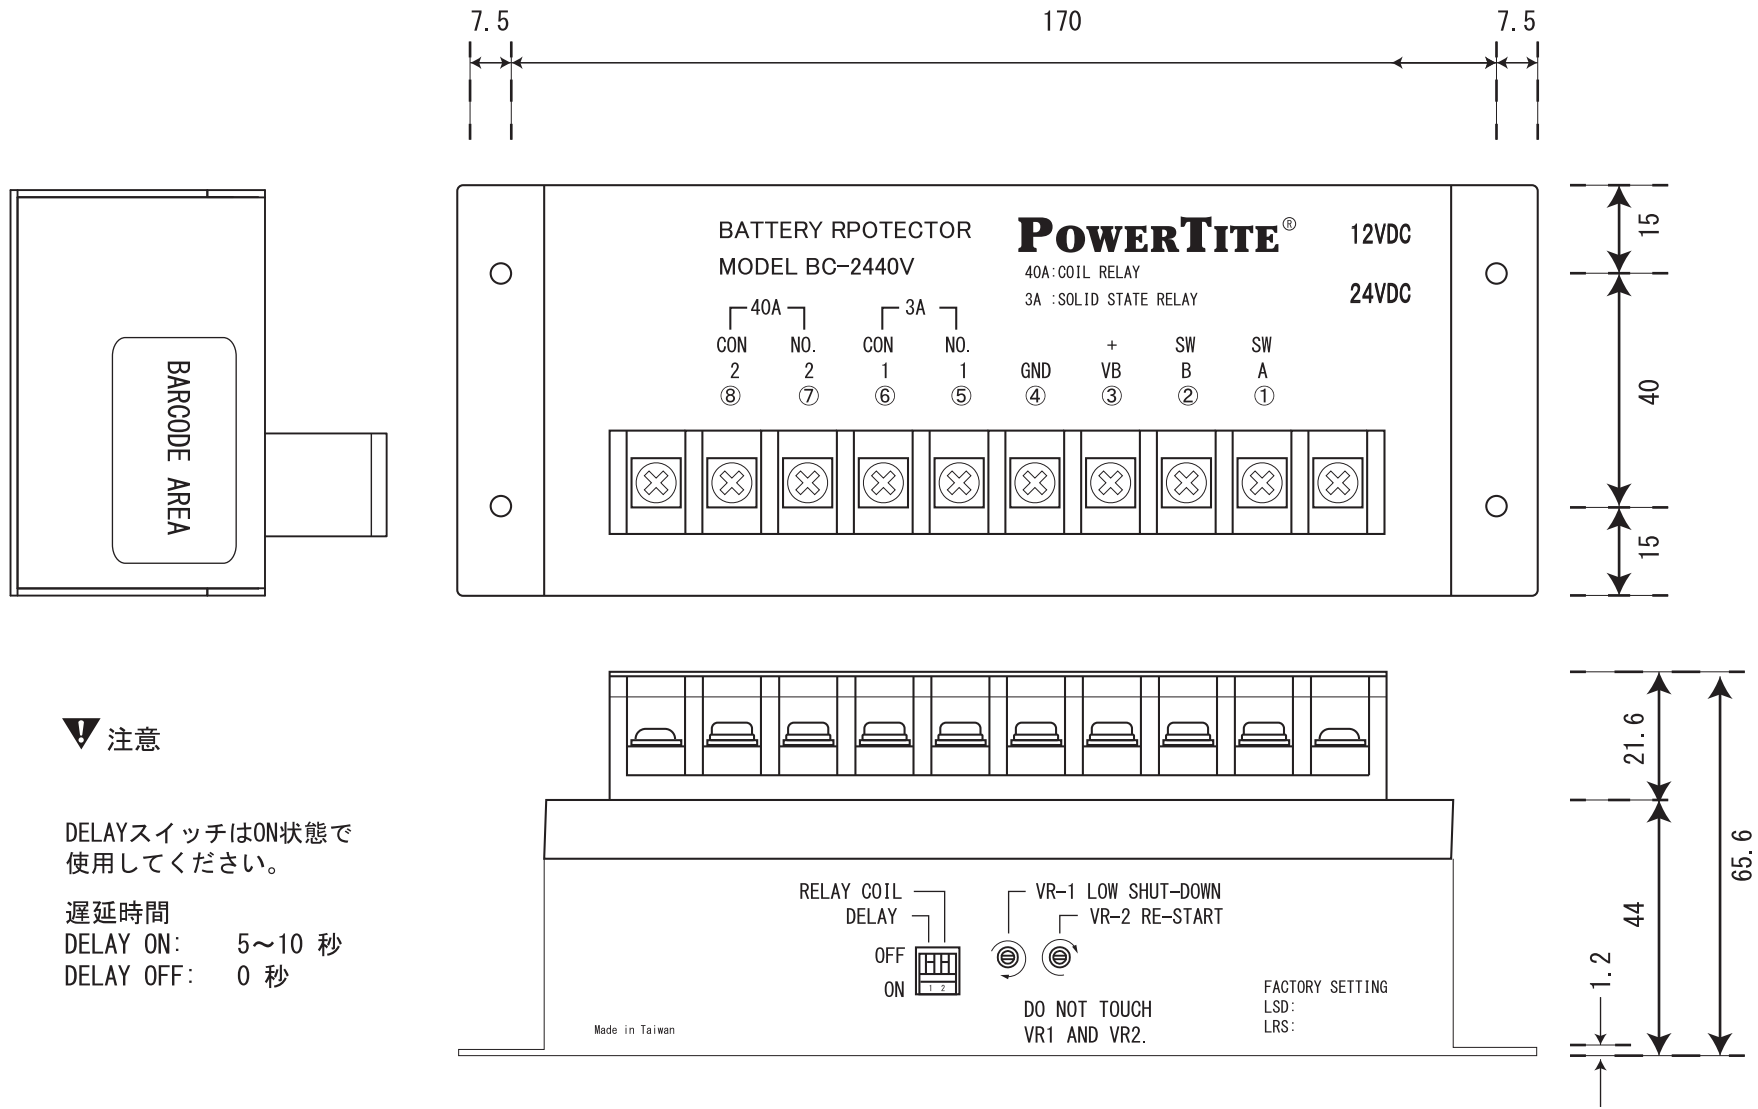 7.5
170
7.5
BATTERY RPOTECTOR
MODEL BC-2440V
POWERTITE®
40A:COIL RELAY
3A :SOLID STATE RELAY
12VDC
24VDC
40A
3A
CON NO. CON NO. + SW SW
2 2 1 1 GND VB B A
⑧ ⑦ ⑥ ⑤ ④ ③ ② ①
BARCODE AREA
15
40
15
注意
DELAYスイッチはON状態で
使用してください。
遅延時間
DELAY ON: 5～10 秒
DELAY OFF: 0 秒
RELAY COIL
DELAY
OFF
ON
1 2
VR-1 LOW SHUT-DOWN
VR-2 RE-START
DO NOT TOUCH
VR1 AND VR2.
FACTORY SETTING
LSD:
LRS:
Made in Taiwan
21.6
44
65.6
1.2